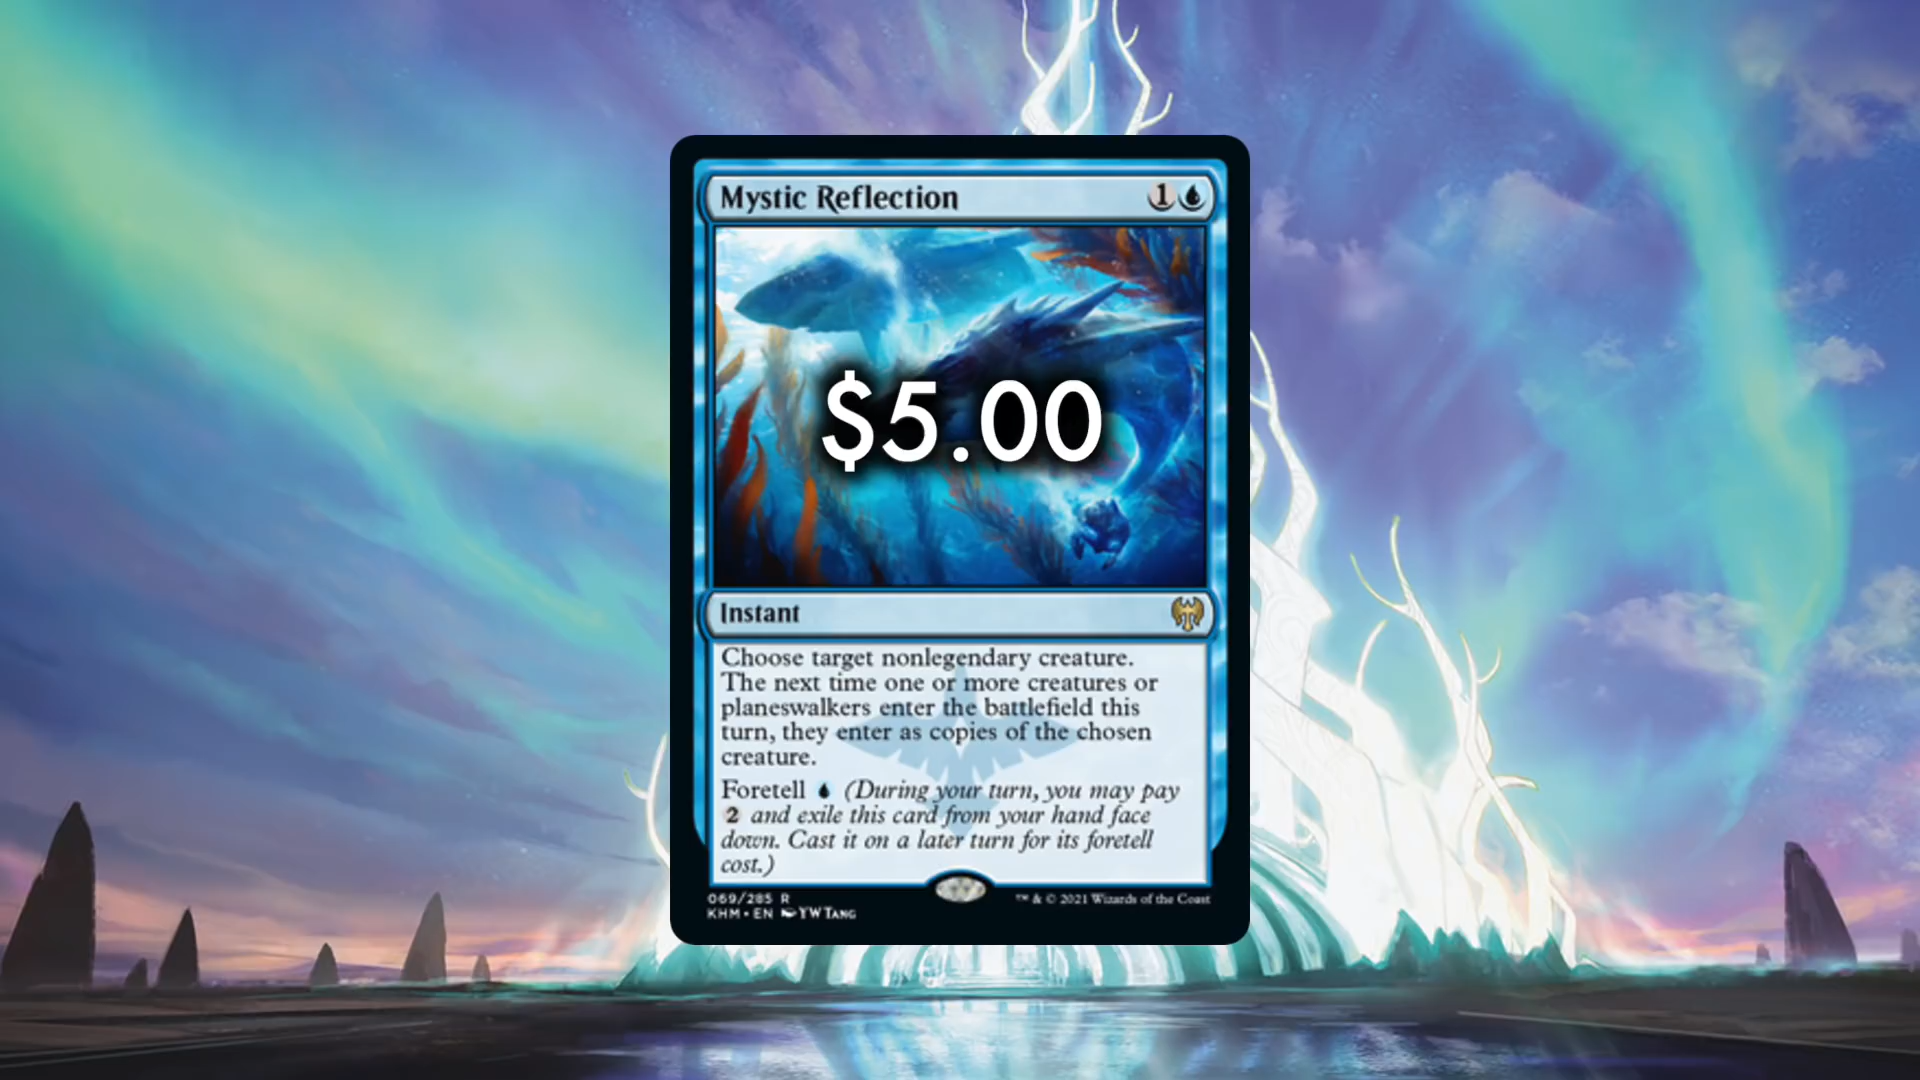 Mystic Reflection 1
$5.00
Instant
Choose target nonlegendary creature.
The next time one or more creatures or
planeswalkers enter the battlefield this
turn, they enter as copies of the chosen
creature.
Foretell (During your turn, you may pay
2 and exile this card from your hand face
down. Cast it on a later turn for its foretell
cost.)
069/285 R
KHM • EN YW Tang
™ & © 2021 Wizards of the Coast